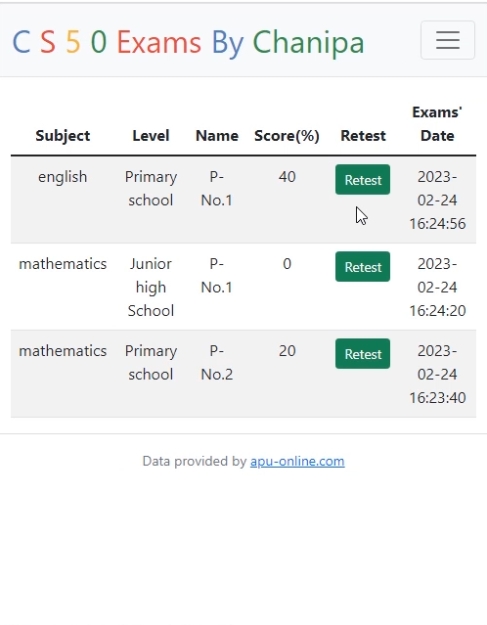 C S 5 0 Exams By Chanipa
Subject Level Name Score(%) Retest Exams' Date
english Primary school P-No.1 40 Retest 2023-02-24 16:24:56
mathematics Junior high School P-No.1 0 Retest 2023-02-24 16:24:20
mathematics Primary school P-No.2 20 Retest 2023-02-24 16:23:40
Data provided by apu-online.com